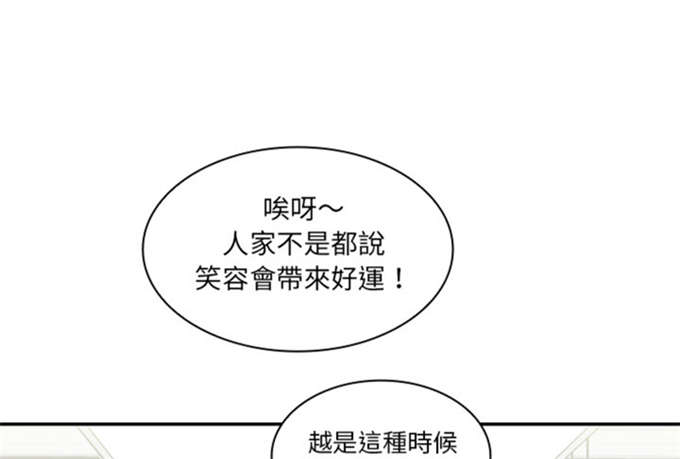 唉呀～
人家不是都說
笑容會帶來好運！
越是這種時候